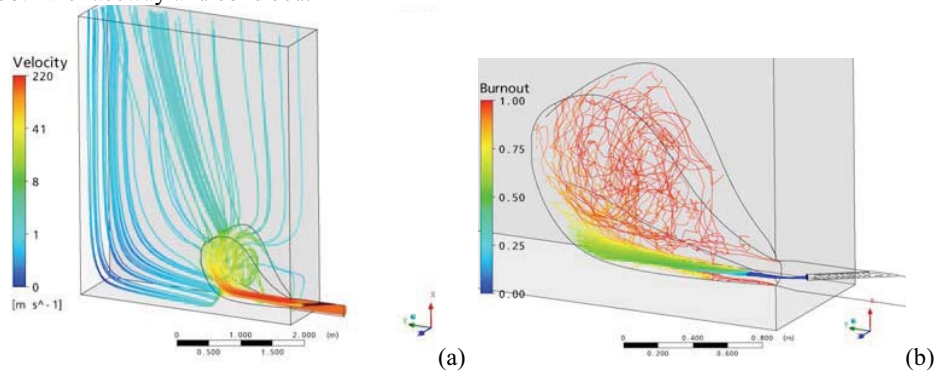 Velocity
220
41
8
1
0
[m s^-1]
0 1.000 2.000 (m)
0.500 1.500
X
Y
(a)
Burnout
1.00
0.75
0.50
0.25
0.00
0 0.400 0.800 (m)
0.200 0.600
X
Y
(b)